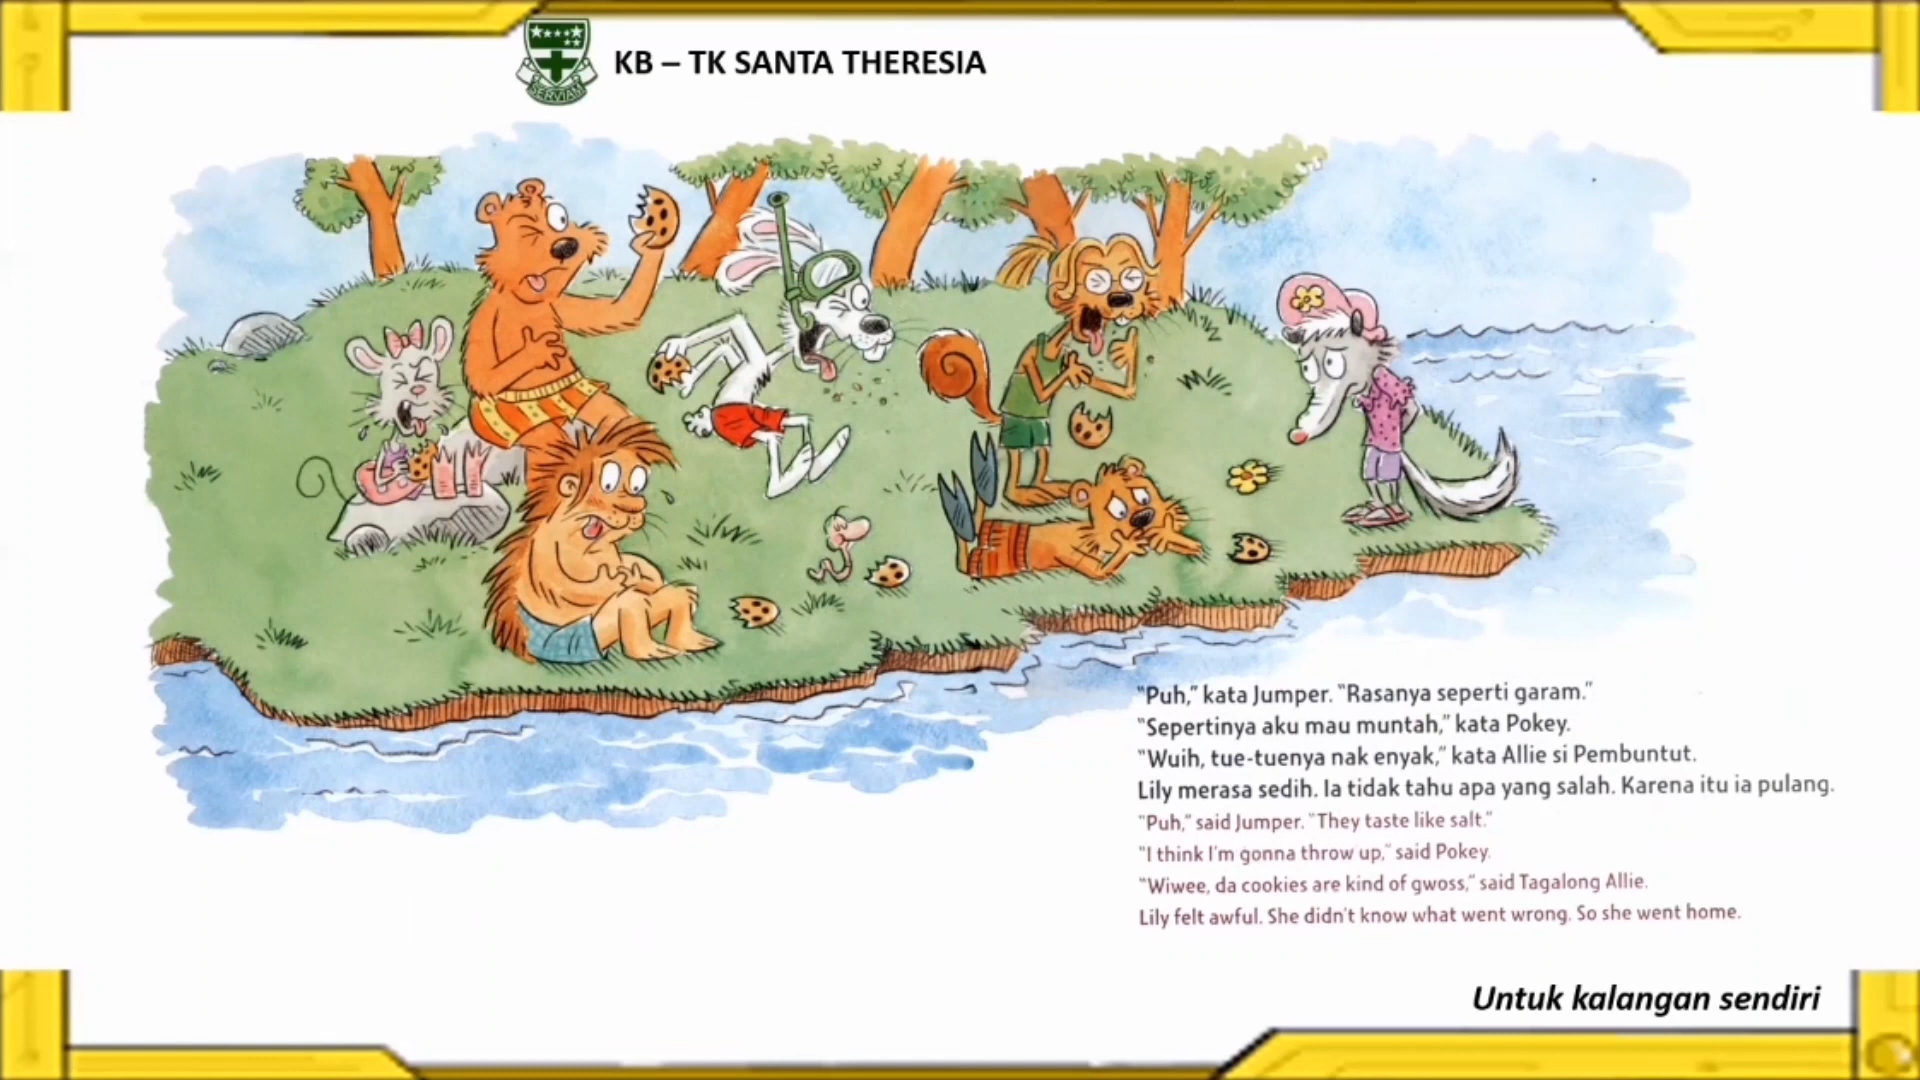 KB – TK SANTA THERESIA
SERVIAM
“Puh,” kata Jumper. “Rasanya seperti garam.”
“Sepertinya aku mau muntah,” kata Pokey.
“Wuih, tue-tuenya nak enyak,” kata Allie si Pembuntut.
Lily merasa sedih. Ia tidak tahu apa yang salah. Karena itu ia pulang.
“Puh,” said Jumper. “They taste like salt.”
“I think I’m gonna throw up,” said Pokey.
“Wiwee, da cookies are kind of gwoss,” said Tagalong Allie.
Lily felt awful. She didn’t know what went wrong. So she went home.
Untuk kalangan sendiri